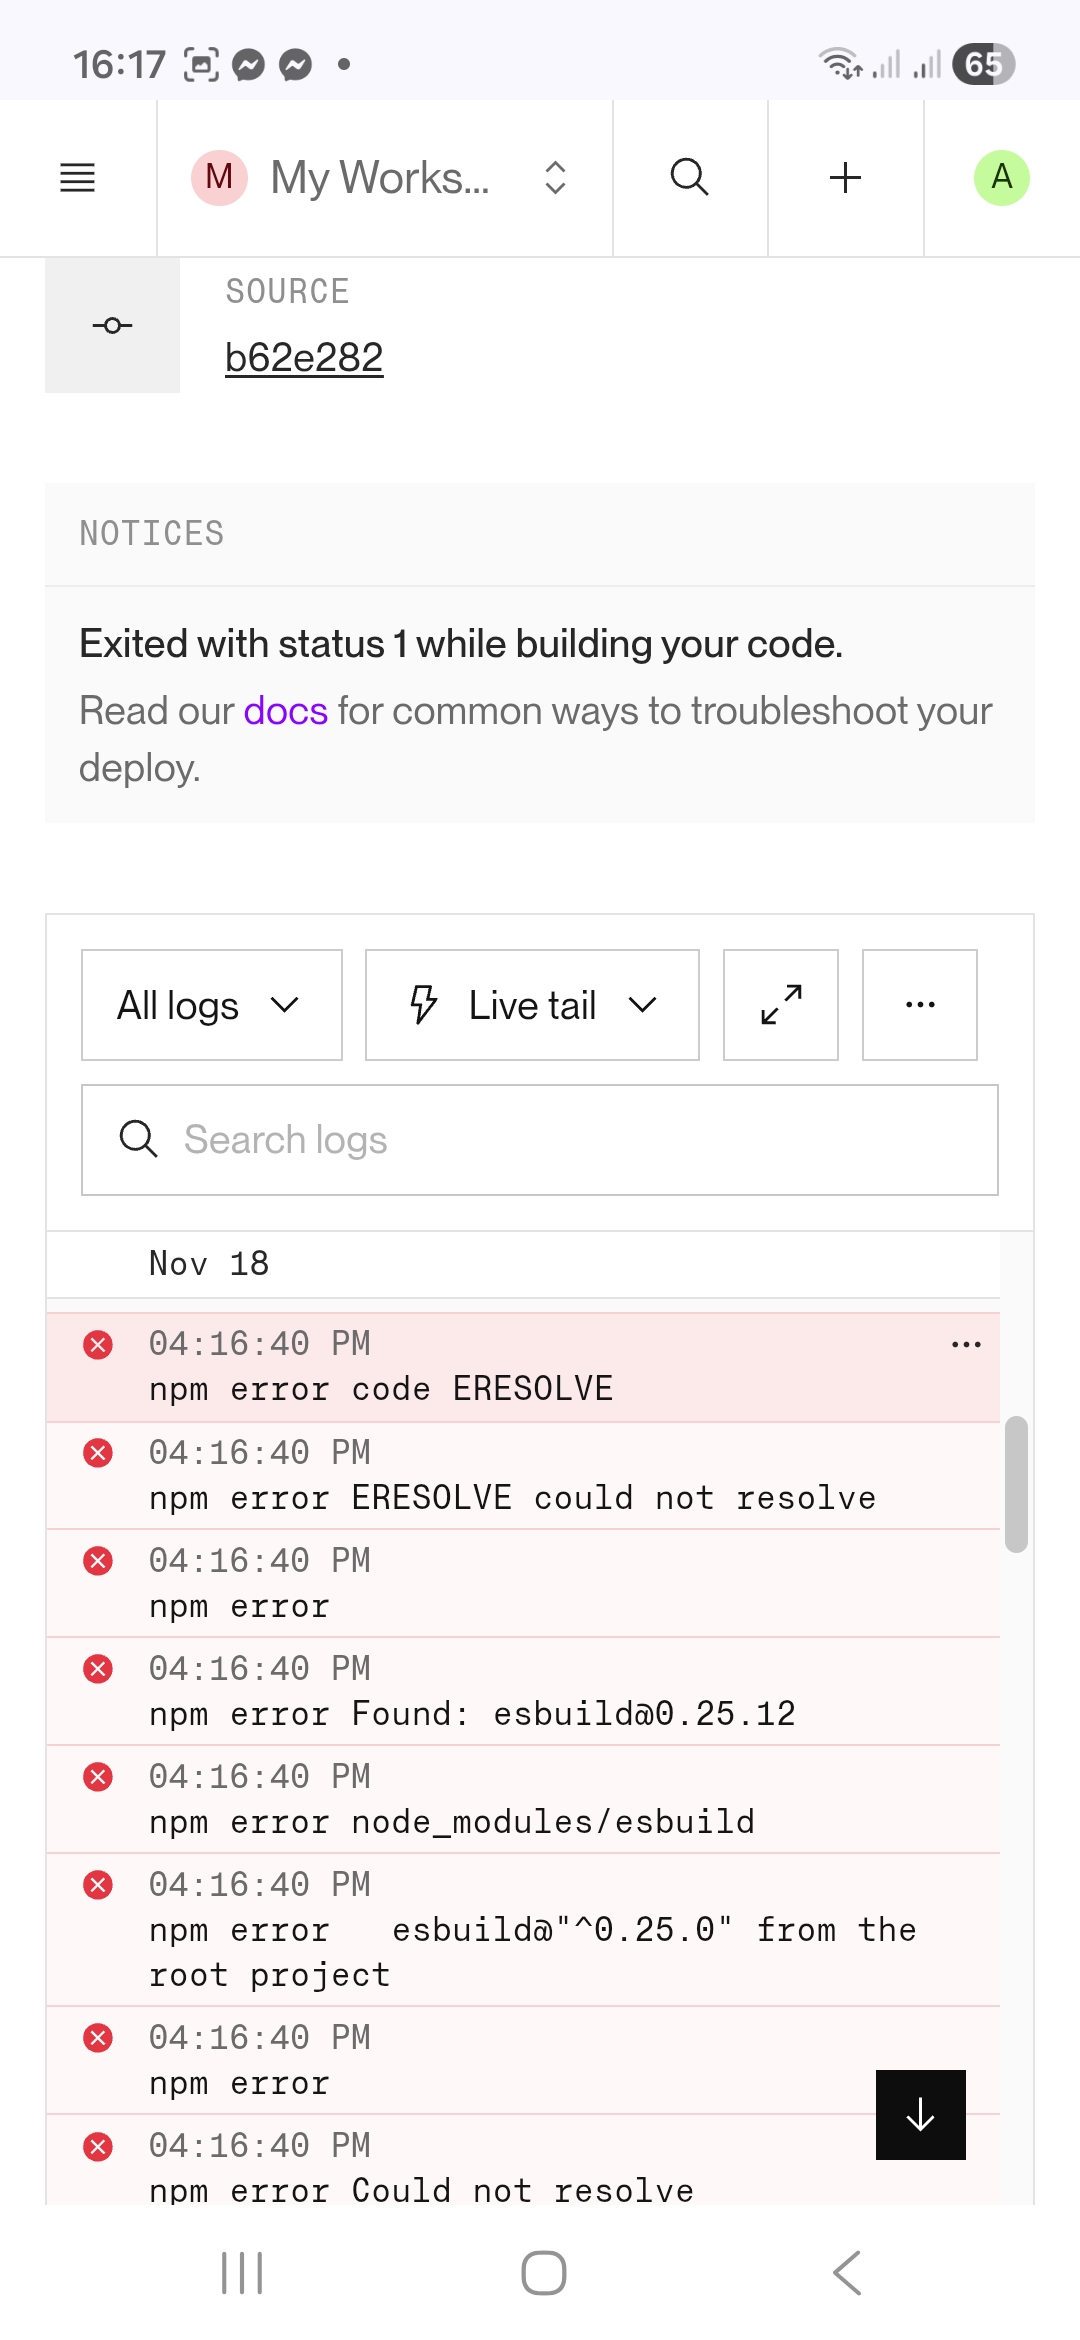 16:17
65
M My Works...
A
SOURCE
b62e282
NOTICES
Exited with status 1 while building your code.
Read our docs for common ways to troubleshoot your
deploy.
All logs
Live tail
...
Search logs
Nov 18
04:16:40 PM
...
npm error code ERESOLVE
04:16:40 PM
npm error ERESOLVE could not resolve
04:16:40 PM
npm error
04:16:40 PM
npm error Found: esbuild@0.25.12
04:16:40 PM
npm error node_modules/esbuild
04:16:40 PM
npm error   esbuild@"^0.25.0" from the
root project
04:16:40 PM
npm error
04:16:40 PM
npm error Could not resolve